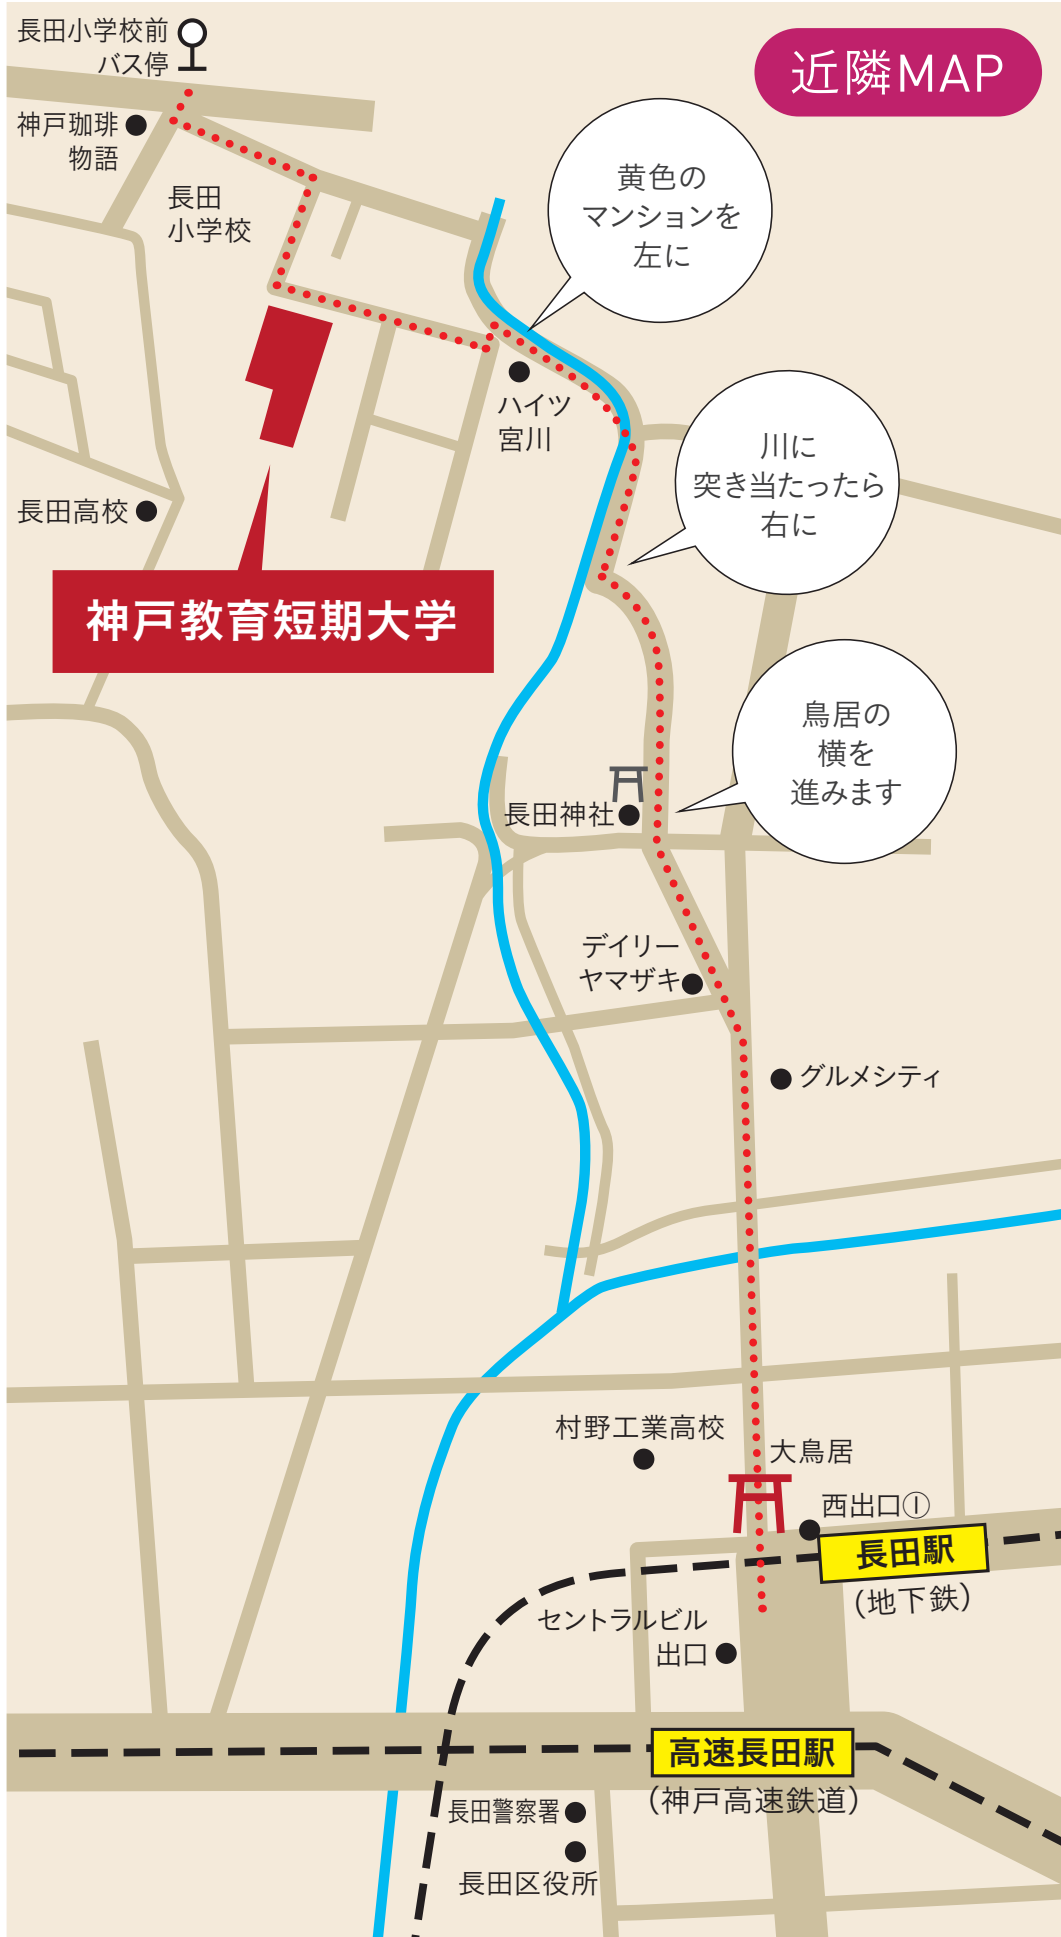 長田小学校前
バス停
近隣MAP
神戸珈琲
物語
長田
小学校
黄色の
マンションを
左に
ハイツ
宮川
川に
突き当たったら
右に
長田高校
神戸教育短期大学
鳥居の
横を
進みます
長田神社
デイリー
ヤマザキ
グルメシティ
村野工業高校
大鳥居
西出口①
長田駅
(地下鉄)
セントラルビル
出口
高速長田駅
(神戸高速鉄道)
長田警察署
長田区役所